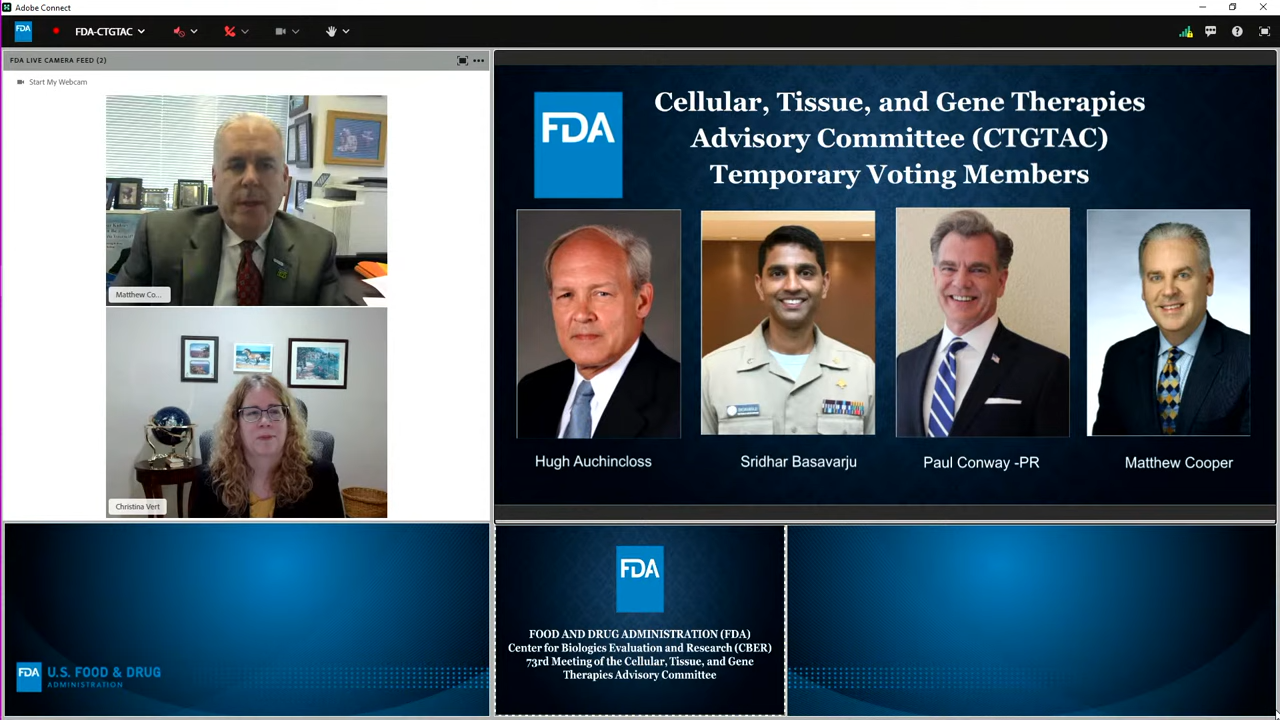 Adobe Connect
FDA
FDA-CTGTAC
FDA LIVE CAMERA FEED (2)
Start My Webcam
Matthew Co...
Christina Vert
FDA
Cellular, Tissue, and Gene Therapies
Advisory Committee (CTGTAC)
Temporary Voting Members
Hugh Auchincloss
Sridhar Basavarju
Paul Conway -PR
Matthew Cooper
FDA
U.S. FOOD & DRUG
ADMINISTRATION
FDA
FOOD AND DRUG ADMINISTRATION (FDA)
Center for Biologics Evaluation and Research (CBER)
73rd Meeting of the Cellular, Tissue, and Gene
Therapies Advisory Committee